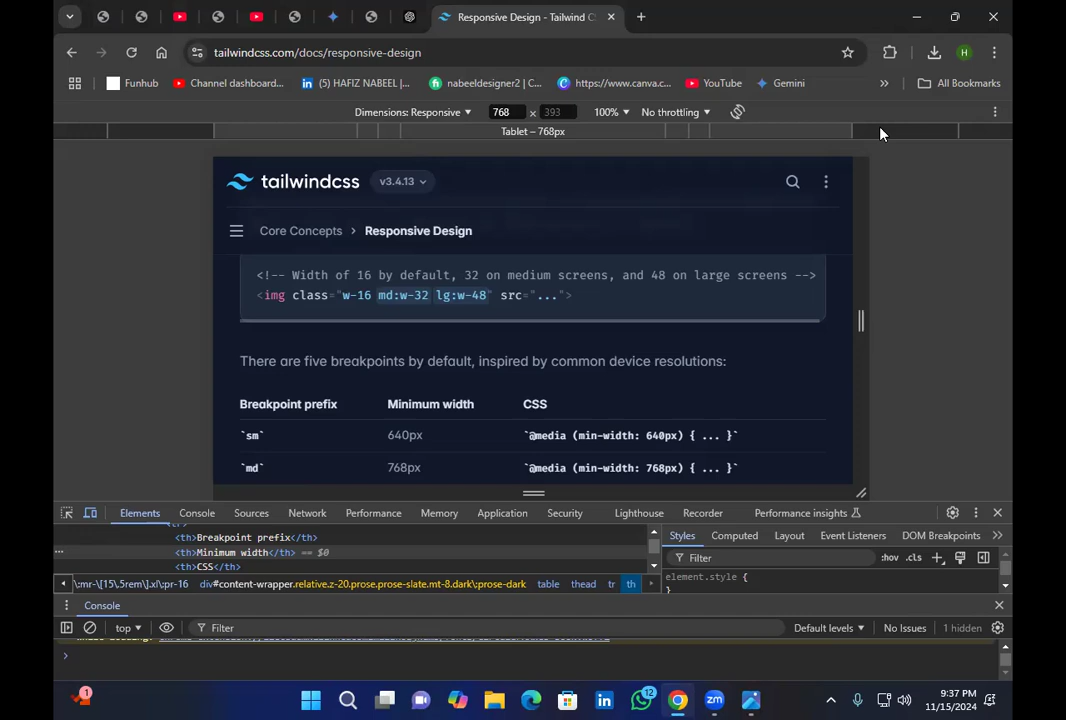 Responsive Design - Tailwind C
tailwindcss.com/docs/responsive-design
H
Funhub
Channel dashboard...
(5) HAFIZ NABEEL |...
nabeeldesigner2 | C...
https://www.canva.c...
YouTube
Gemini
»
All Bookmarks
Dimensions: Responsive
768 × 393
100%
No throttling
Tablet – 768px
tailwindcss
v3.4.13
Core Concepts > Responsive Design
<!-- Width of 16 by default, 32 on medium screens, and 48 on large screens -->
<img class="w-16 md:w-32 lg:w-48" src="...">
There are five breakpoints by default, inspired by common device resolutions:
Breakpoint prefix Minimum width CSS
`sm` 640px `@media (min-width: 640px) { ... }`
`md` 768px `@media (min-width: 768px) { ... }`
Elements Console Sources Network Performance Memory Application Security Lighthouse Recorder Performance insights
<th>Breakpoint prefix</th>
<th>Minimum width</th> == $0
<th>CSS</th>
div#content-wrapper.relative.z-20.prose.prose-slate.mt-8.dark\:prose-dark table thead tr th
Styles Computed Layout Event Listeners DOM Breakpoints »
Filter
:hov .cls
element.style {
}
Console
top
Filter
Default levels
No Issues
1 hidden
1
12
9:37 PM
11/15/2024